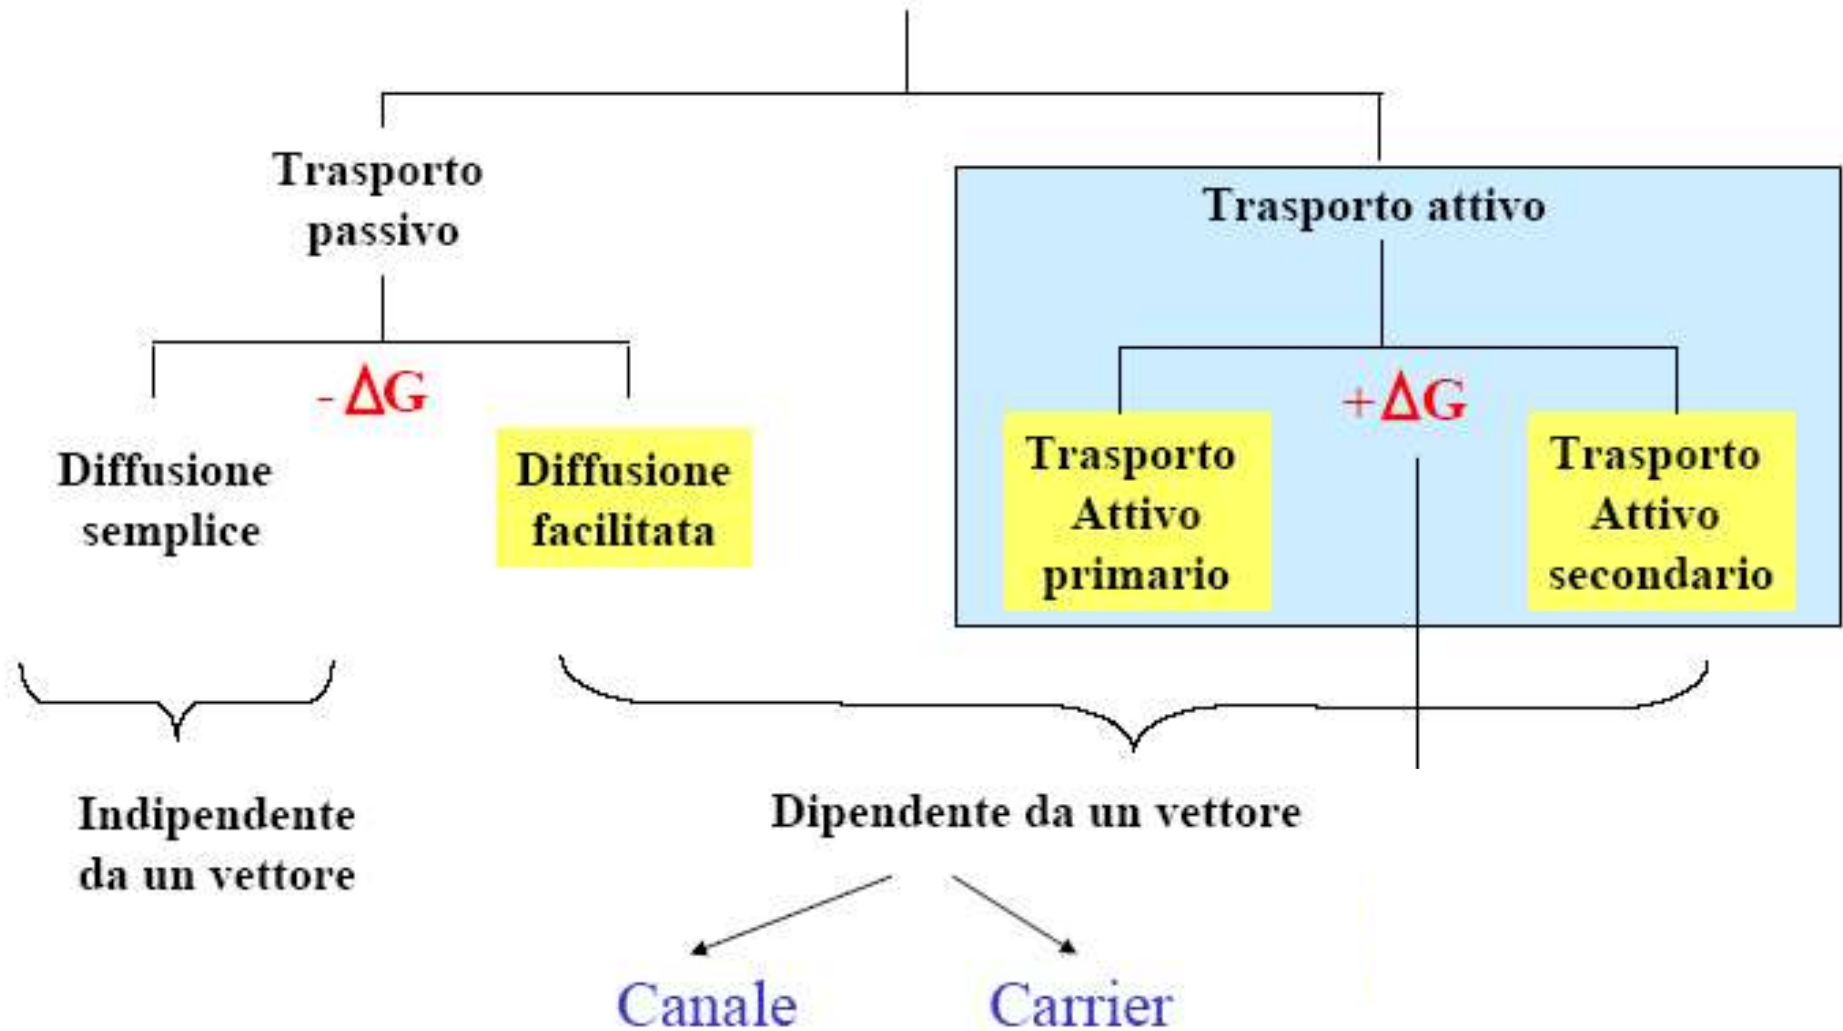 Trasporto
passivo
Trasporto attivo
- ΔG
+ΔG
Diffusione
semplice
Diffusione
facilitata
Trasporto
Attivo
primario
Trasporto
Attivo
secondario
Indipendente
da un vettore
Dipendente da un vettore
Canale
Carrier